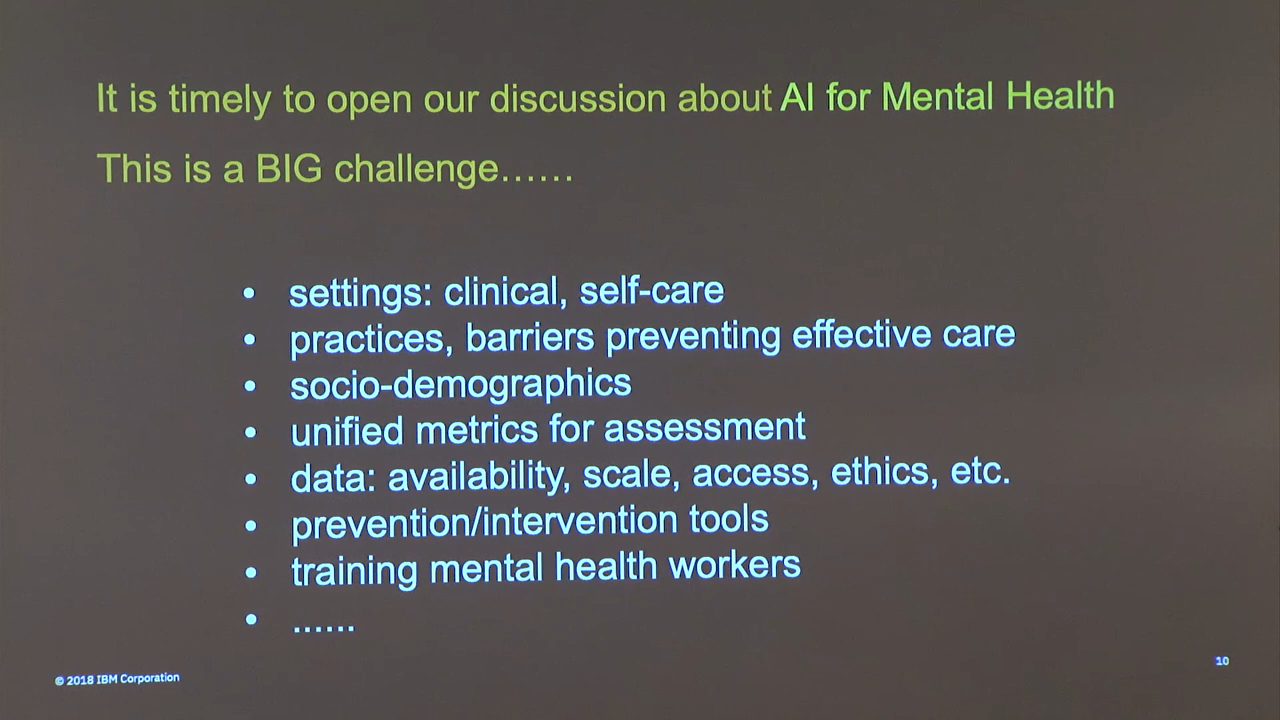 It is timely to open our discussion about AI for Mental Health
This is a BIG challenge......
• settings: clinical, self-care
• practices, barriers preventing effective care
• socio-demographics
• unified metrics for assessment
• data: availability, scale, access, ethics, etc.
• prevention/intervention tools
• training mental health workers
• ......
© 2018 IBM Corporation
10